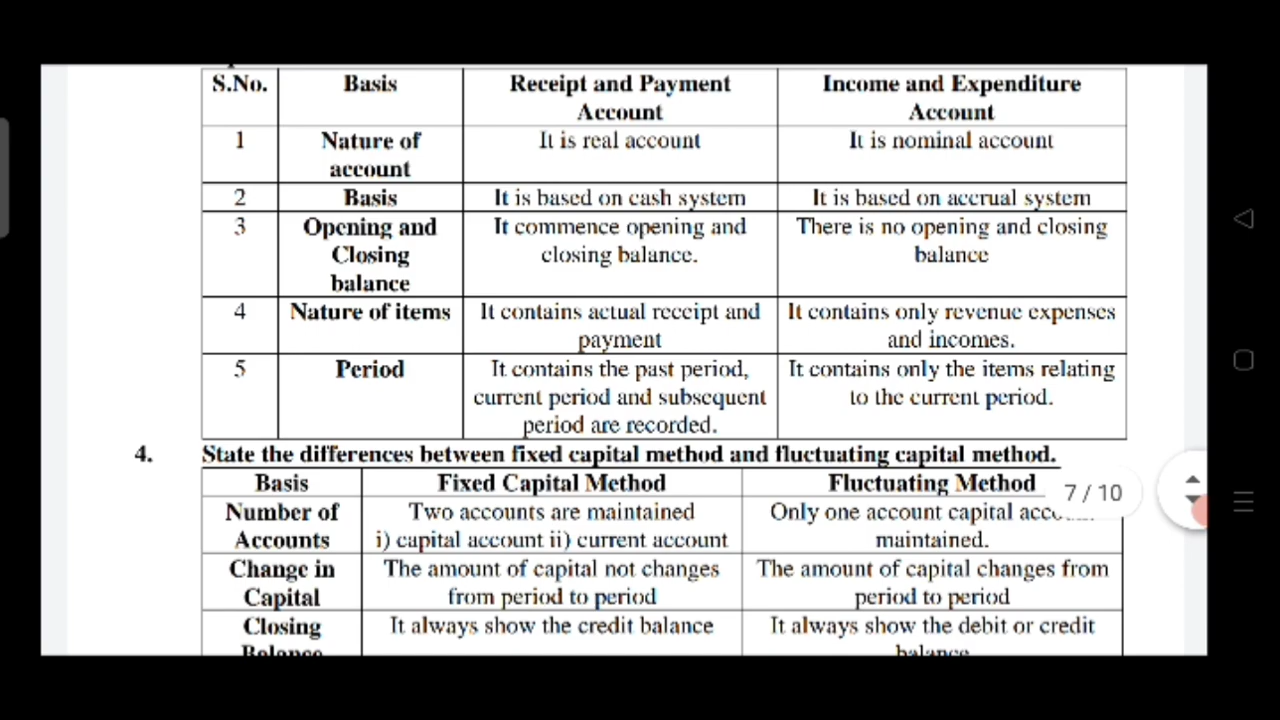 S.No. Basis Receipt and Payment Account Income and Expenditure Account
1 Nature of account It is real account It is nominal account
2 Basis It is based on cash system It is based on accrual system
3 Opening and Closing balance It commence opening and closing balance. There is no opening and closing balance
4 Nature of items It contains actual receipt and payment It contains only revenue expenses and incomes.
5 Period It contains the past period, current period and subsequent period are recorded. It contains only the items relating to the current period.
4. State the differences between fixed capital method and fluctuating capital method.
Basis Fixed Capital Method Fluctuating Method
7 / 10
Number of Accounts Two accounts are maintained i) capital account ii) current account Only one account capital maintained.
Change in Capital The amount of capital not changes from period to period The amount of capital changes from period to period
Closing Balance It always show the credit balance It always show the debit or credit balance